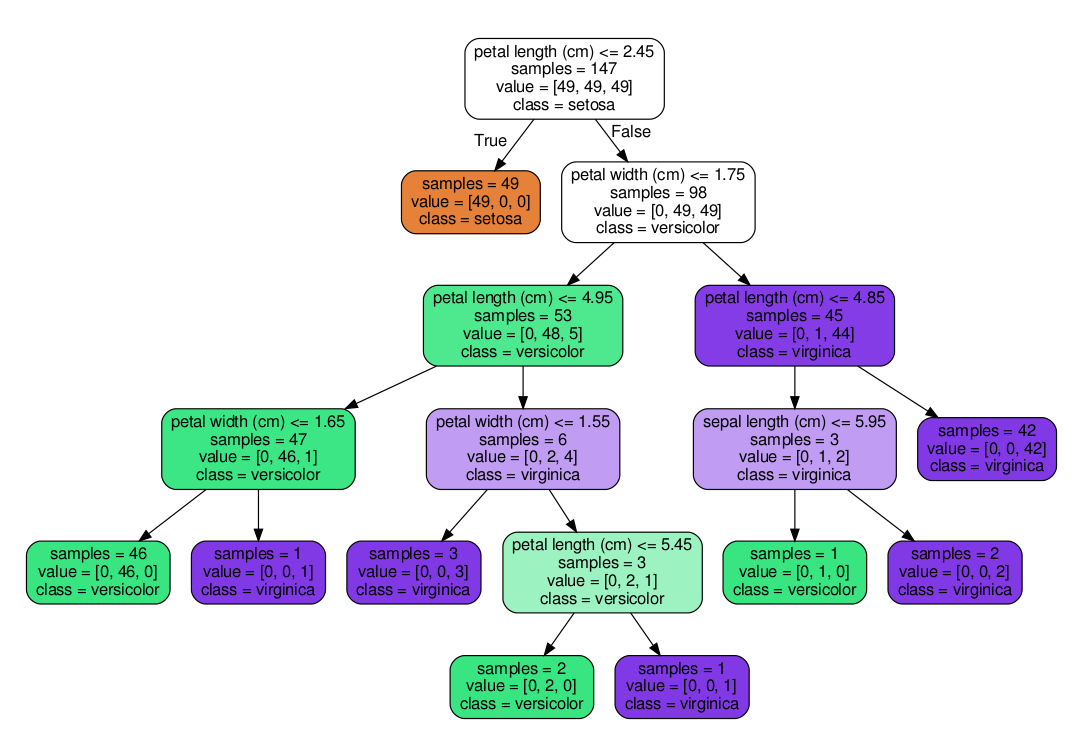 petal length (cm) <= 2.45
samples = 147
value = [49, 49, 49]
class = setosa
True
False
samples = 49
value = [49, 0, 0]
class = setosa
petal width (cm) <= 1.75
samples = 98
value = [0, 49, 49]
class = versicolor
petal length (cm) <= 4.95
samples = 53
value = [0, 48, 5]
class = versicolor
petal length (cm) <= 4.85
samples = 45
value = [0, 1, 44]
class = virginica
petal width (cm) <= 1.65
samples = 47
value = [0, 46, 1]
class = versicolor
petal width (cm) <= 1.55
samples = 6
value = [0, 2, 4]
class = virginica
sepal length (cm) <= 5.95
samples = 3
value = [0, 1, 2]
class = virginica
samples = 42
value = [0, 0, 42]
class = virginica
samples = 46
value = [0, 46, 0]
class = versicolor
samples = 1
value = [0, 0, 1]
class = virginica
samples = 3
value = [0, 0, 3]
class = virginica
petal length (cm) <= 5.45
samples = 3
value = [0, 2, 1]
class = versicolor
samples = 1
value = [0, 1, 0]
class = versicolor
samples = 2
value = [0, 0, 2]
class = virginica
samples = 2
value = [0, 2, 0]
class = versicolor
samples = 1
value = [0, 0, 1]
class = virginica